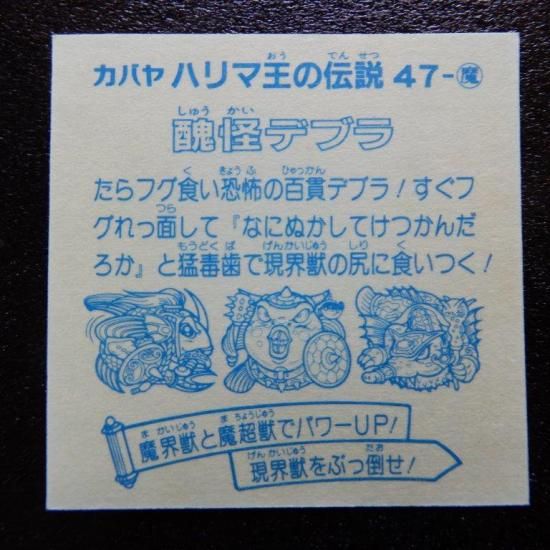 カバヤ ハリマ王の伝説 47-魔
醜怪デブラ
たらフグ食い恐怖の百貫デブラ!すぐフ
グれっ面して『なにぬかしてけつかんだ
ろか』と猛毒歯で現界獣の尻に食いつく!
魔界獣と魔超獣でパワーUP!
現界獣をぶっ倒せ!